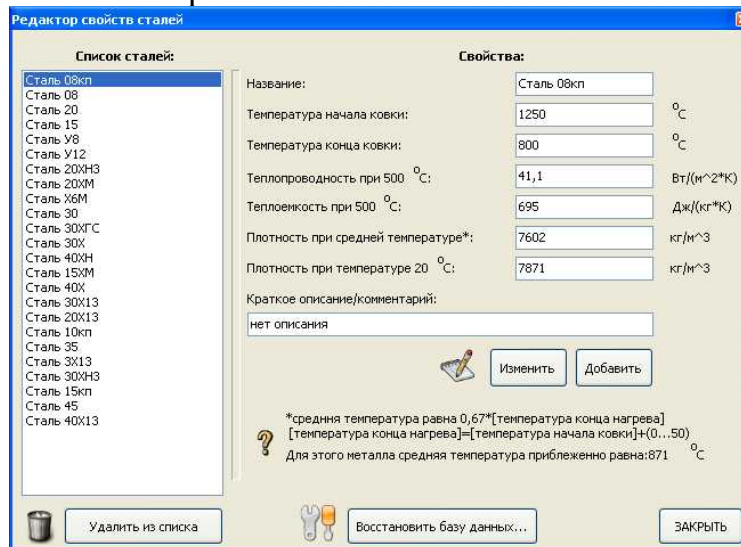 Редактор свойств сталей
Список сталей:
Сталь 08кп
Сталь 08
Сталь 20
Сталь 15
Сталь У8
Сталь У12
Сталь 20ХН3
Сталь 20ХМ
Сталь Х6М
Сталь 30
Сталь 30ХГС
Сталь 30Х
Сталь 40ХН
Сталь 15ХМ
Сталь 40Х
Сталь 30Х13
Сталь 20Х13
Сталь 10кп
Сталь 35
Сталь 3Х13
Сталь 30ХН3
Сталь 15кп
Сталь 45
Сталь 40Х13
Удалить из списка
Свойства:
Название: Сталь 08кп
Температура начала ковки: 1250 °С
Температура конца ковки: 800 °С
Теплопроводность при 500 °С: 41,1 Вт/(м^2*К)
Теплоемкость при 500 °С: 695 Дж/(кг*К)
Плотность при средней температуре*: 7602 кг/м^3
Плотность при температуре 20 °С: 7871 кг/м^3
Краткое описание/комментарий:
нет описания
Изменить Добавить
*средняя температура равна 0,67*[температура конца нагрева]
[температура конца нагрева]=[температура начала ковки]+(0...50)
Для этого металла средняя температура приблеженно равна:871 °С
Восстановить базу данных... ЗАКРЫТЬ